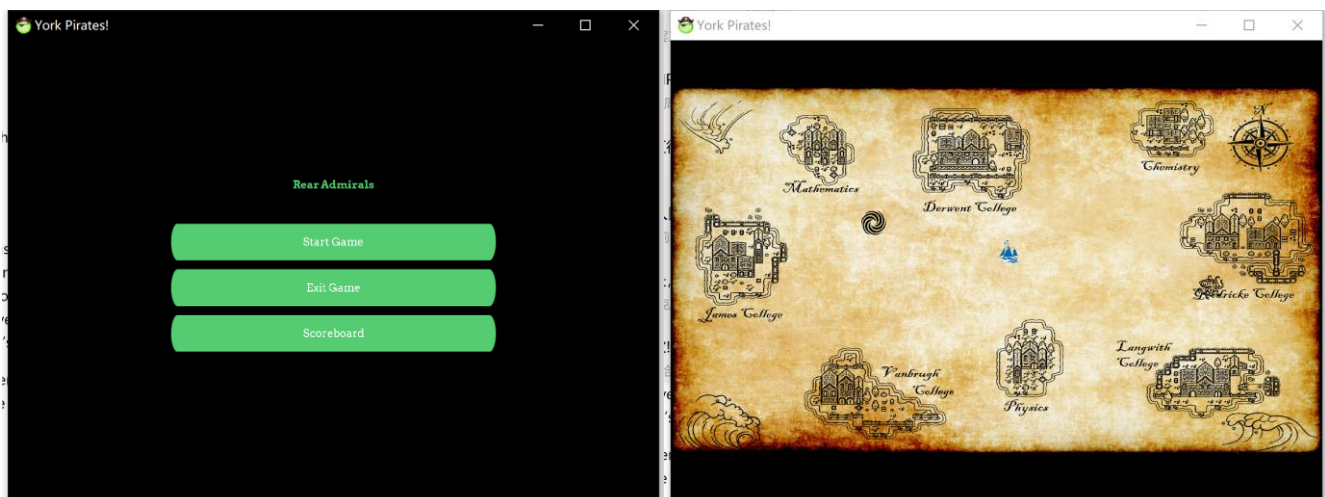 York Pirates!
Rear Admirals
Start Game
Exit Game
Scoreboard
York Pirates!
N
Mathematics
Derwent College
Chemistry
James College
Goodricke College
Vanbrugh
College
Physics
Langwith
College